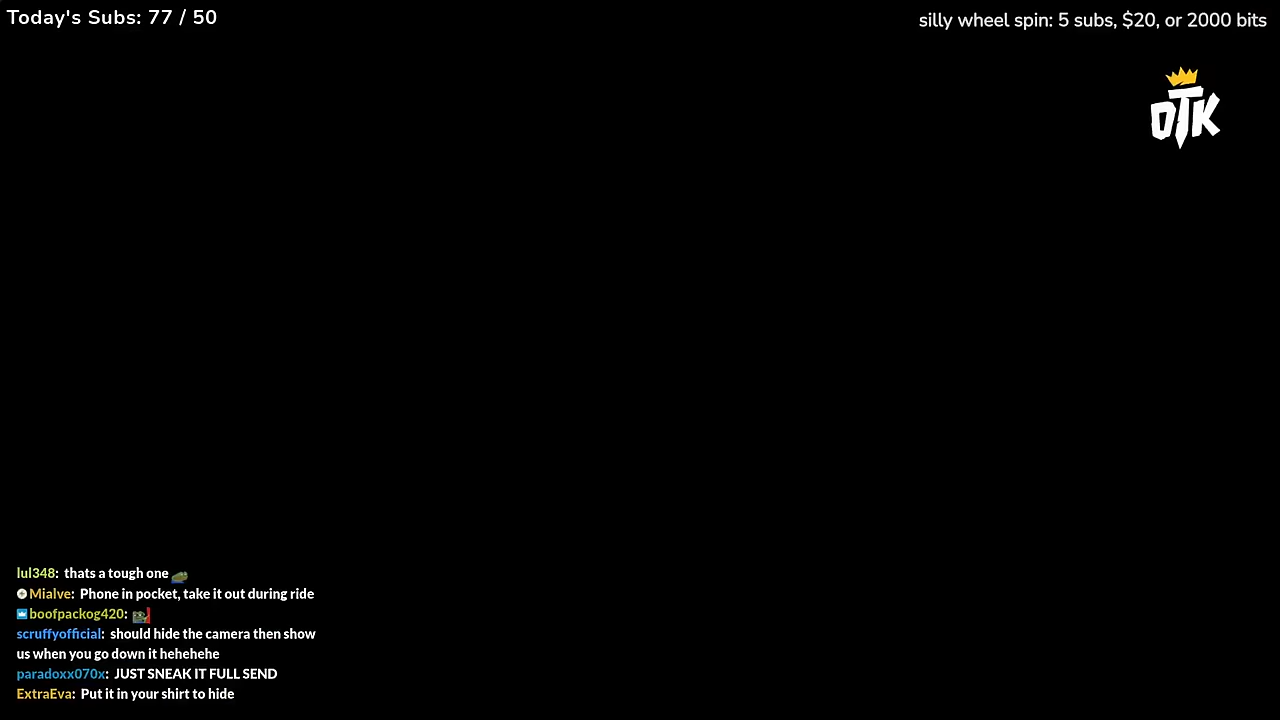 Today's Subs: 77 / 50
silly wheel spin: 5 subs, $20, or 2000 bits
OTK
lul348: thats a tough one
Mialve: Phone in pocket, take it out during ride
boofpackog420:
scruffyofficial: should hide the camera then show
us when you go down it hehehehe
paradoxx070x: JUST SNEAK IT FULL SEND
ExtraEva: Put it in your shirt to hide